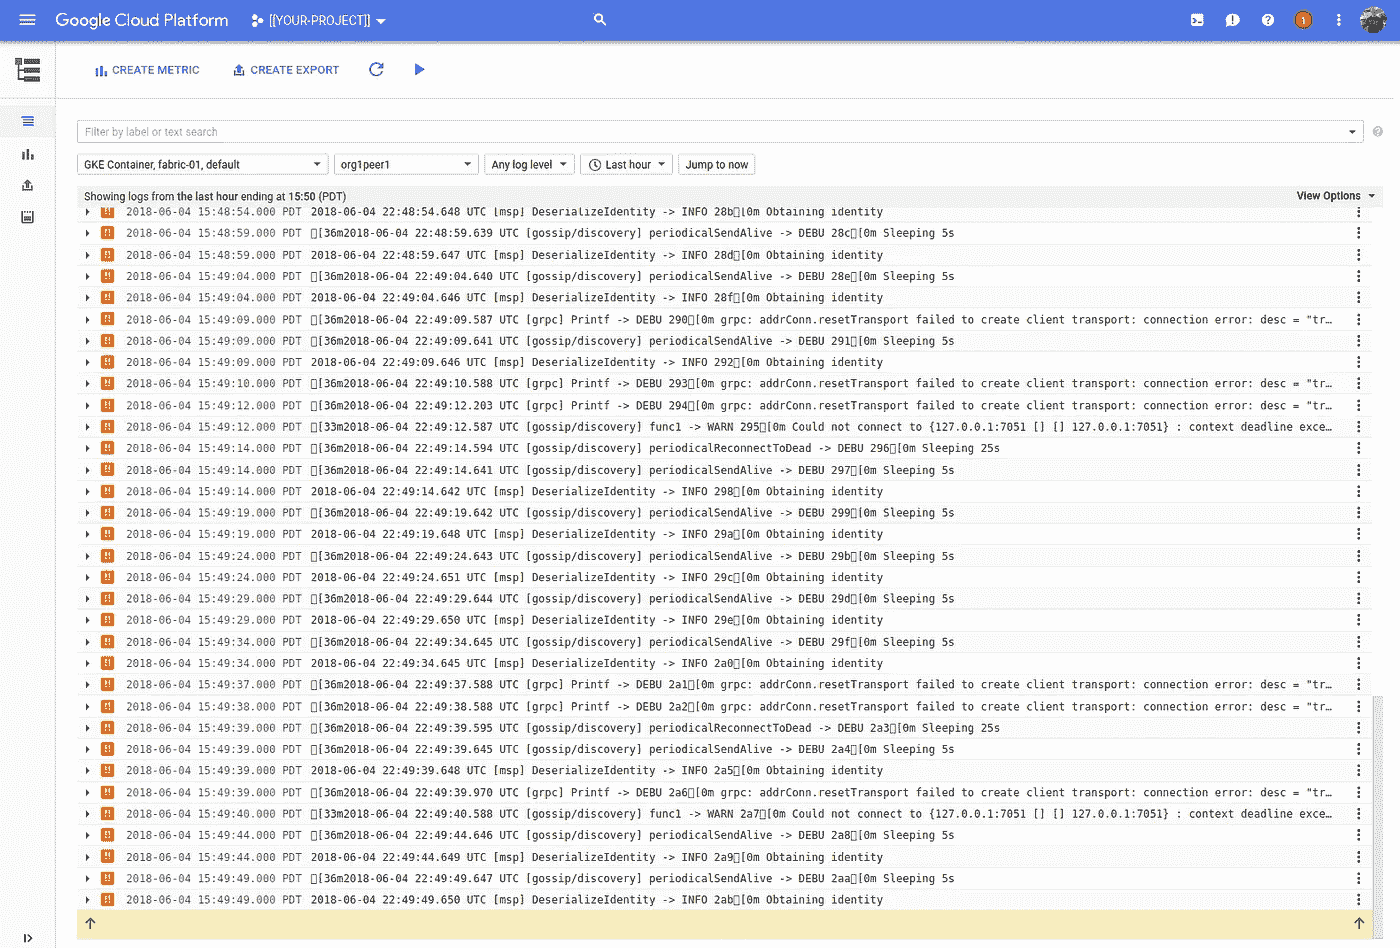 Google Cloud Platform [[YOUR-PROJECT]] 1
CREATE METRIC CREATE EXPORT
Filter by label or text search
GKE Container, fabric-01, default org1peer1 Any log level Last hour Jump to now
Showing logs from the last hour ending at 15:50 (PDT) View Options
2018-06-04 15:48:54.000 PDT 2018-06-04 22:48:54.648 UTC [msp] DeserializeIdentity -> INFO 28b▯[0m Obtaining identity
2018-06-04 15:48:59.000 PDT ▯[36m2018-06-04 22:48:59.639 UTC [gossip/discovery] periodicalSendAlive -> DEBU 28c▯[0m Sleeping 5s
2018-06-04 15:48:59.000 PDT 2018-06-04 22:48:59.647 UTC [msp] DeserializeIdentity -> INFO 28d▯[0m Obtaining identity
2018-06-04 15:49:04.000 PDT ▯[36m2018-06-04 22:49:04.640 UTC [gossip/discovery] periodicalSendAlive -> DEBU 28e▯[0m Sleeping 5s
2018-06-04 15:49:04.000 PDT 2018-06-04 22:49:04.646 UTC [msp] DeserializeIdentity -> INFO 28f▯[0m Obtaining identity
2018-06-04 15:49:09.000 PDT ▯[36m2018-06-04 22:49:09.587 UTC [grpc] Printf -> DEBU 290▯[0m grpc: addrConn.resetTransport failed to create client transport: connection error: desc = "tr…
2018-06-04 15:49:09.000 PDT ▯[36m2018-06-04 22:49:09.641 UTC [gossip/discovery] periodicalSendAlive -> DEBU 291▯[0m Sleeping 5s
2018-06-04 15:49:09.000 PDT 2018-06-04 22:49:09.646 UTC [msp] DeserializeIdentity -> INFO 292▯[0m Obtaining identity
2018-06-04 15:49:10.000 PDT ▯[36m2018-06-04 22:49:10.588 UTC [grpc] Printf -> DEBU 293▯[0m grpc: addrConn.resetTransport failed to create client transport: connection error: desc = "tr…
2018-06-04 15:49:12.000 PDT ▯[36m2018-06-04 22:49:12.203 UTC [grpc] Printf -> DEBU 294▯[0m grpc: addrConn.resetTransport failed to create client transport: connection error: desc = "tr…
2018-06-04 15:49:12.000 PDT ▯[33m2018-06-04 22:49:12.587 UTC [gossip/discovery] func1 -> WARN 295▯[0m Could not connect to {127.0.0.1:7051 [] [] 127.0.0.1:7051} : context deadline exce…
2018-06-04 15:49:14.000 PDT ▯[36m2018-06-04 22:49:14.594 UTC [gossip/discovery] periodicalReconnectToDead -> DEBU 296▯[0m Sleeping 25s
2018-06-04 15:49:14.000 PDT ▯[36m2018-06-04 22:49:14.641 UTC [gossip/discovery] periodicalSendAlive -> DEBU 297▯[0m Sleeping 5s
2018-06-04 15:49:14.000 PDT 2018-06-04 22:49:14.642 UTC [msp] DeserializeIdentity -> INFO 298▯[0m Obtaining identity
2018-06-04 15:49:19.000 PDT ▯[36m2018-06-04 22:49:19.642 UTC [gossip/discovery] periodicalSendAlive -> DEBU 299▯[0m Sleeping 5s
2018-06-04 15:49:19.000 PDT 2018-06-04 22:49:19.648 UTC [msp] DeserializeIdentity -> INFO 29a▯[0m Obtaining identity
2018-06-04 15:49:24.000 PDT ▯[36m2018-06-04 22:49:24.643 UTC [gossip/discovery] periodicalSendAlive -> DEBU 29b▯[0m Sleeping 5s
2018-06-04 15:49:24.000 PDT 2018-06-04 22:49:24.651 UTC [msp] DeserializeIdentity -> INFO 29c▯[0m Obtaining identity
2018-06-04 15:49:29.000 PDT ▯[36m2018-06-04 22:49:29.644 UTC [gossip/discovery] periodicalSendAlive -> DEBU 29d▯[0m Sleeping 5s
2018-06-04 15:49:29.000 PDT 2018-06-04 22:49:29.650 UTC [msp] DeserializeIdentity -> INFO 29e▯[0m Obtaining identity
2018-06-04 15:49:34.000 PDT ▯[36m2018-06-04 22:49:34.645 UTC [gossip/discovery] periodicalSendAlive -> DEBU 29f▯[0m Sleeping 5s
2018-06-04 15:49:34.000 PDT 2018-06-04 22:49:34.645 UTC [msp] DeserializeIdentity -> INFO 2a0▯[0m Obtaining identity
2018-06-04 15:49:37.000 PDT ▯[36m2018-06-04 22:49:37.588 UTC [grpc] Printf -> DEBU 2a1▯[0m grpc: addrConn.resetTransport failed to create client transport: connection error: desc = "tr…
2018-06-04 15:49:38.000 PDT ▯[36m2018-06-04 22:49:38.588 UTC [grpc] Printf -> DEBU 2a2▯[0m grpc: addrConn.resetTransport failed to create client transport: connection error: desc = "tr…
2018-06-04 15:49:39.000 PDT ▯[36m2018-06-04 22:49:39.595 UTC [gossip/discovery] periodicalReconnectToDead -> DEBU 2a3▯[0m Sleeping 25s
2018-06-04 15:49:39.000 PDT ▯[36m2018-06-04 22:49:39.645 UTC [gossip/discovery] periodicalSendAlive -> DEBU 2a4▯[0m Sleeping 5s
2018-06-04 15:49:39.000 PDT 2018-06-04 22:49:39.648 UTC [msp] DeserializeIdentity -> INFO 2a5▯[0m Obtaining identity
2018-06-04 15:49:39.000 PDT ▯[36m2018-06-04 22:49:39.970 UTC [grpc] Printf -> DEBU 2a6▯[0m grpc: addrConn.resetTransport failed to create client transport: connection error: desc = "tr…
2018-06-04 15:49:40.000 PDT ▯[33m2018-06-04 22:49:40.588 UTC [gossip/discovery] func1 -> WARN 2a7▯[0m Could not connect to {127.0.0.1:7051 [] [] 127.0.0.1:7051} : context deadline exce…
2018-06-04 15:49:44.000 PDT ▯[36m2018-06-04 22:49:44.646 UTC [gossip/discovery] periodicalSendAlive -> DEBU 2a8▯[0m Sleeping 5s
2018-06-04 15:49:44.000 PDT 2018-06-04 22:49:44.649 UTC [msp] DeserializeIdentity -> INFO 2a9▯[0m Obtaining identity
2018-06-04 15:49:49.000 PDT ▯[36m2018-06-04 22:49:49.647 UTC [gossip/discovery] periodicalSendAlive -> DEBU 2aa▯[0m Sleeping 5s
2018-06-04 15:49:49.000 PDT 2018-06-04 22:49:49.650 UTC [msp] DeserializeIdentity -> INFO 2ab▯[0m Obtaining identity